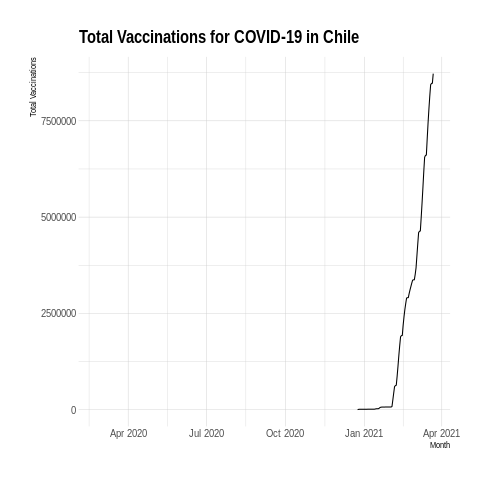 Total Vaccinations for COVID-19 in Chile
Total Vaccinations
7500000
5000000
2500000
0
Apr 2020 Jul 2020 Oct 2020 Jan 2021 Apr 2021
Month